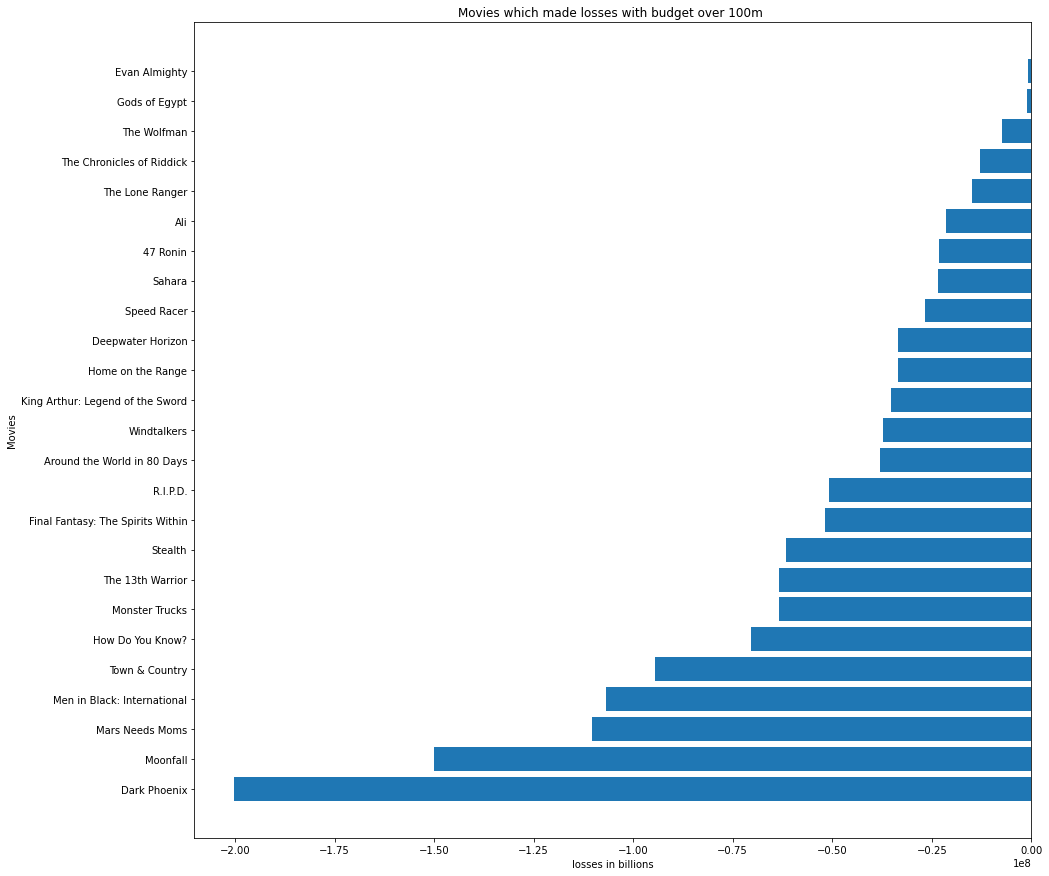 Movies which made losses with budget over 100m
Evan Almighty
Gods of Egypt
The Wolfman
The Chronicles of Riddick
The Lone Ranger
Ali
47 Ronin
Sahara
Speed Racer
Deepwater Horizon
Home on the Range
King Arthur: Legend of the Sword
Windtalkers
Around the World in 80 Days
R.I.P.D.
Final Fantasy: The Spirits Within
Stealth
The 13th Warrior
Monster Trucks
How Do You Know?
Town & Country
Men in Black: International
Mars Needs Moms
Moonfall
Dark Phoenix
Movies
−2.00 −1.75 −1.50 −1.25 −1.00 −0.75 −0.50 −0.25 0.00
losses in billions
1e8